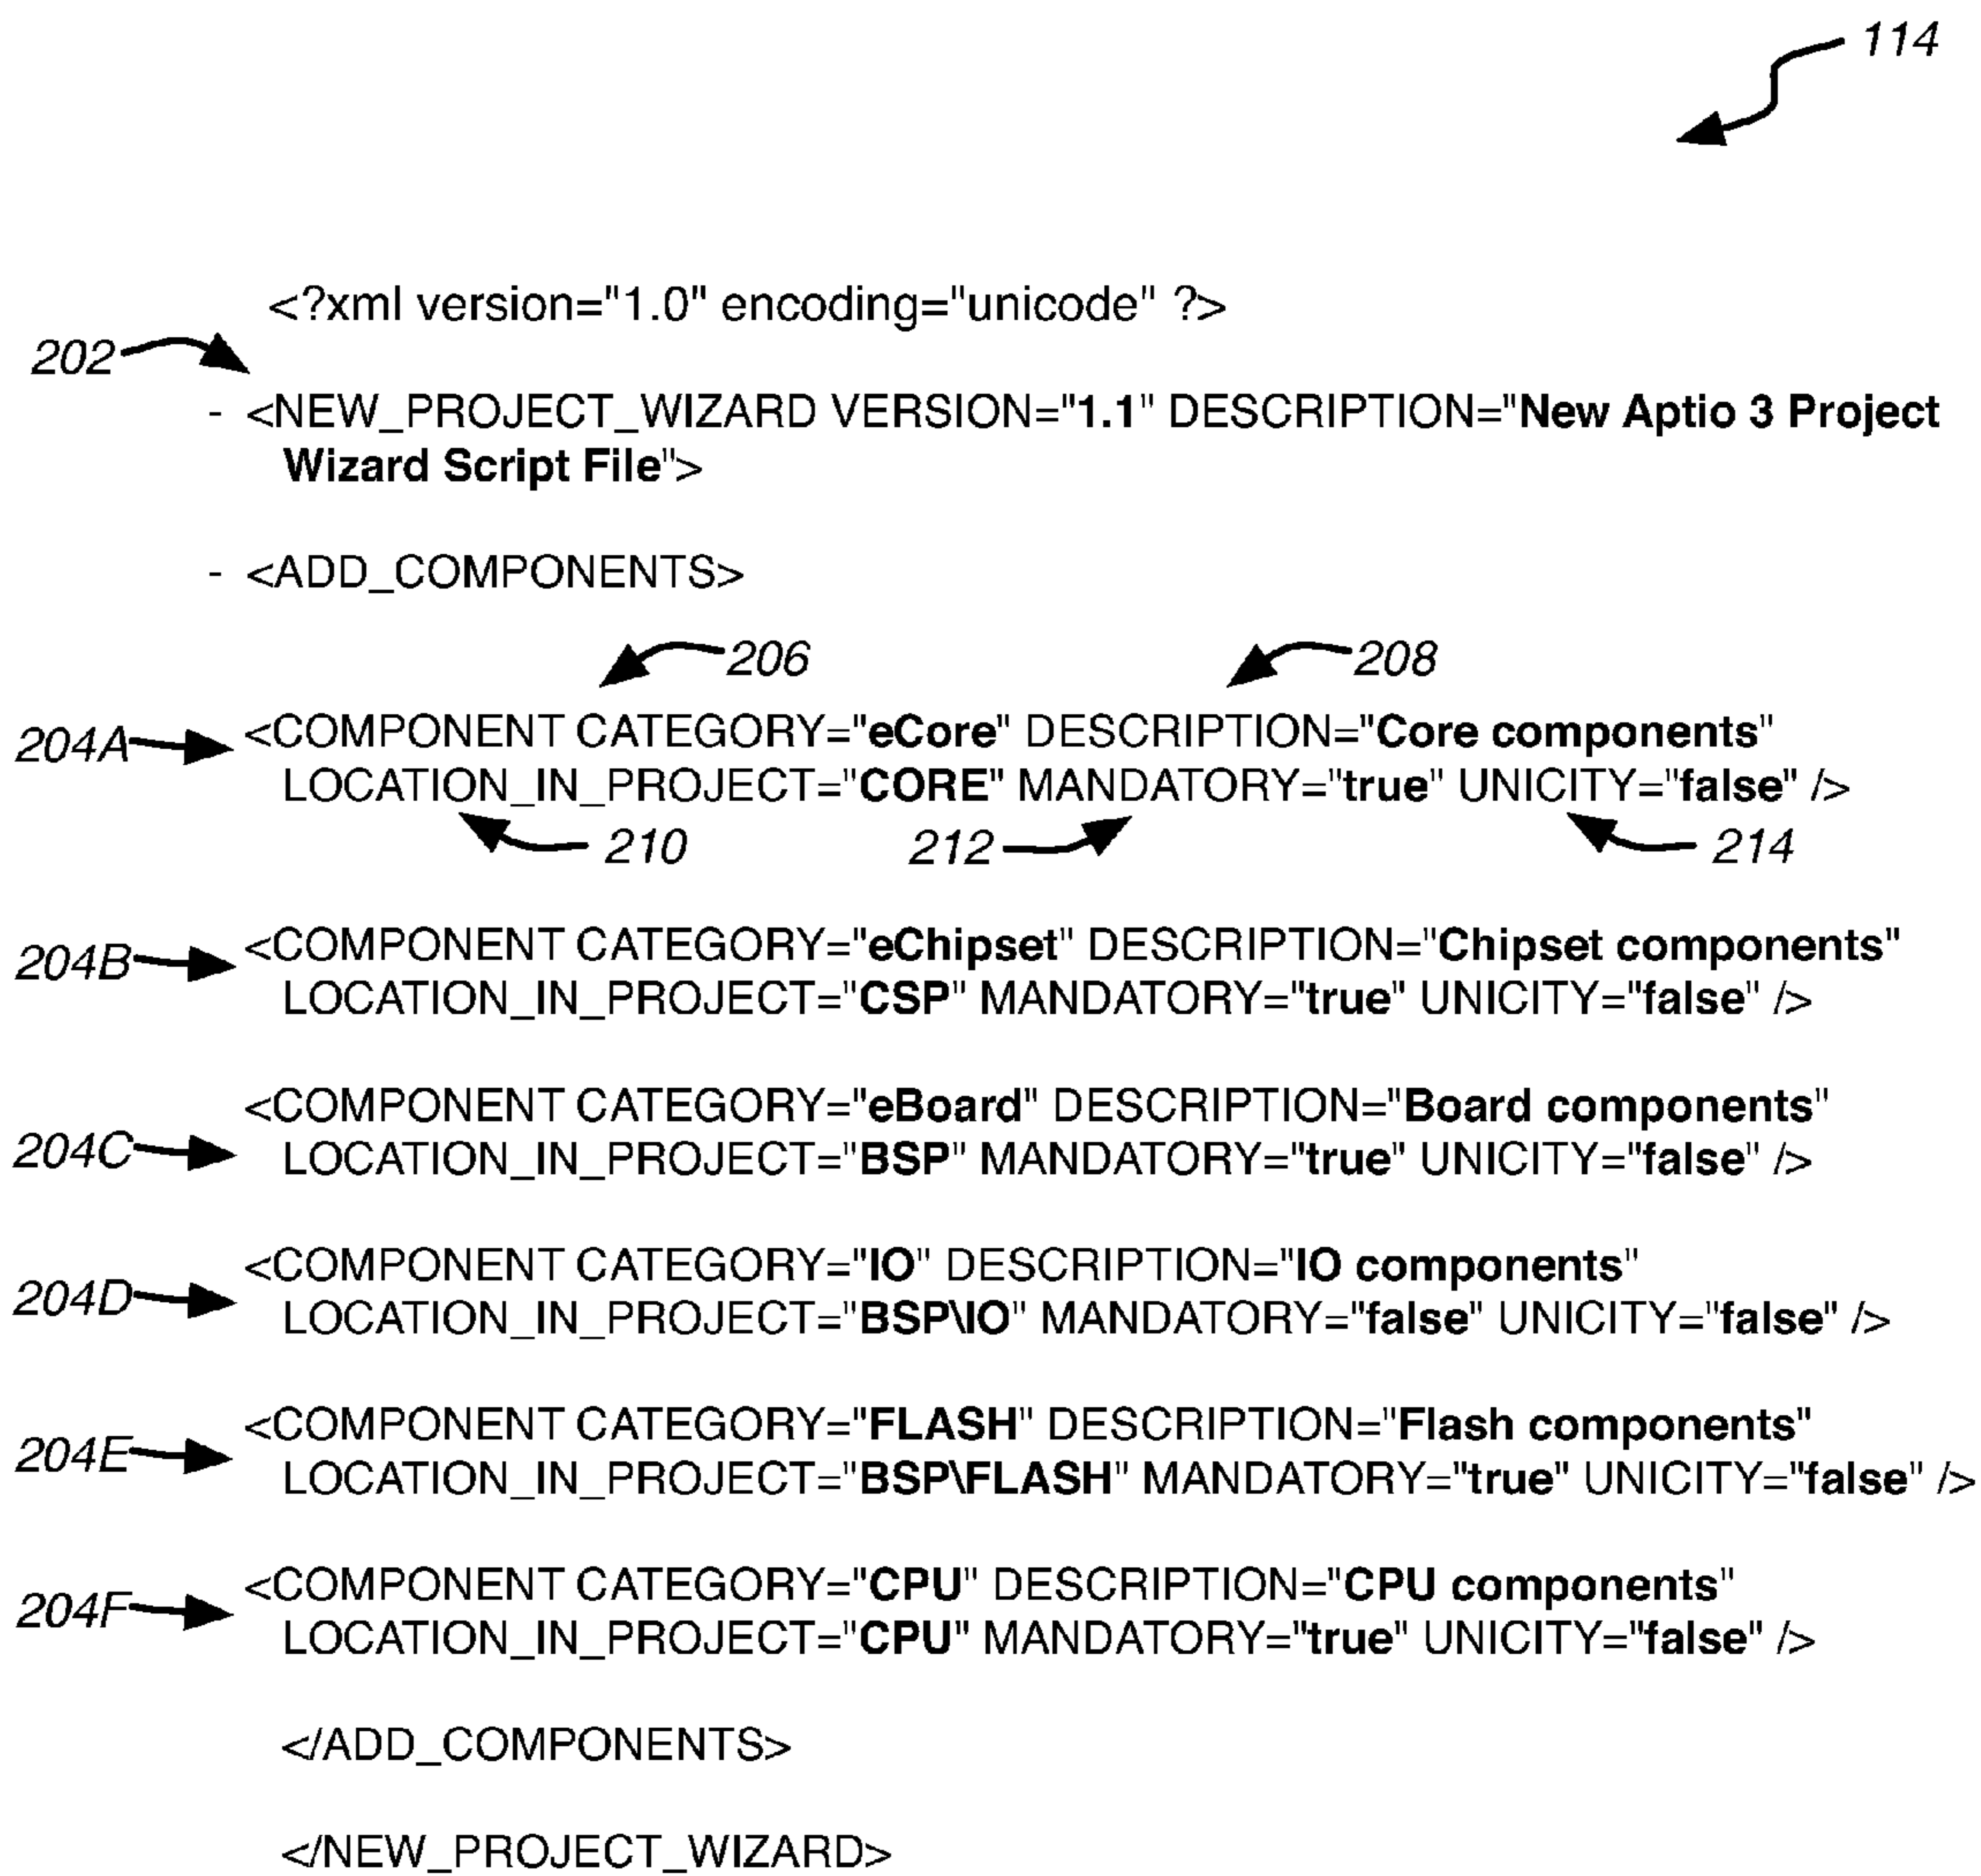 114
<?xml version="1.0" encoding="unicode" ?>
202
- <NEW_PROJECT_WIZARD VERSION="1.1" DESCRIPTION="New Aptio 3 Project
Wizard Script File">
- <ADD_COMPONENTS>
206 208
204A <COMPONENT CATEGORY="eCore" DESCRIPTION="Core components"
LOCATION_IN_PROJECT="CORE" MANDATORY="true" UNICITY="false" />
210 212 214
204B <COMPONENT CATEGORY="eChipset" DESCRIPTION="Chipset components"
LOCATION_IN_PROJECT="CSP" MANDATORY="true" UNICITY="false" />
<COMPONENT CATEGORY="eBoard" DESCRIPTION="Board components"
204C LOCATION_IN_PROJECT="BSP" MANDATORY="true" UNICITY="false" />
<COMPONENT CATEGORY="IO" DESCRIPTION="IO components"
204D LOCATION_IN_PROJECT="BSP\IO" MANDATORY="false" UNICITY="false" />
<COMPONENT CATEGORY="FLASH" DESCRIPTION="Flash components"
204E LOCATION_IN_PROJECT="BSP\FLASH" MANDATORY="true" UNICITY="false" />
<COMPONENT CATEGORY="CPU" DESCRIPTION="CPU components"
204F LOCATION_IN_PROJECT="CPU" MANDATORY="true" UNICITY="false" />
</ADD_COMPONENTS>
</NEW_PROJECT_WIZARD>